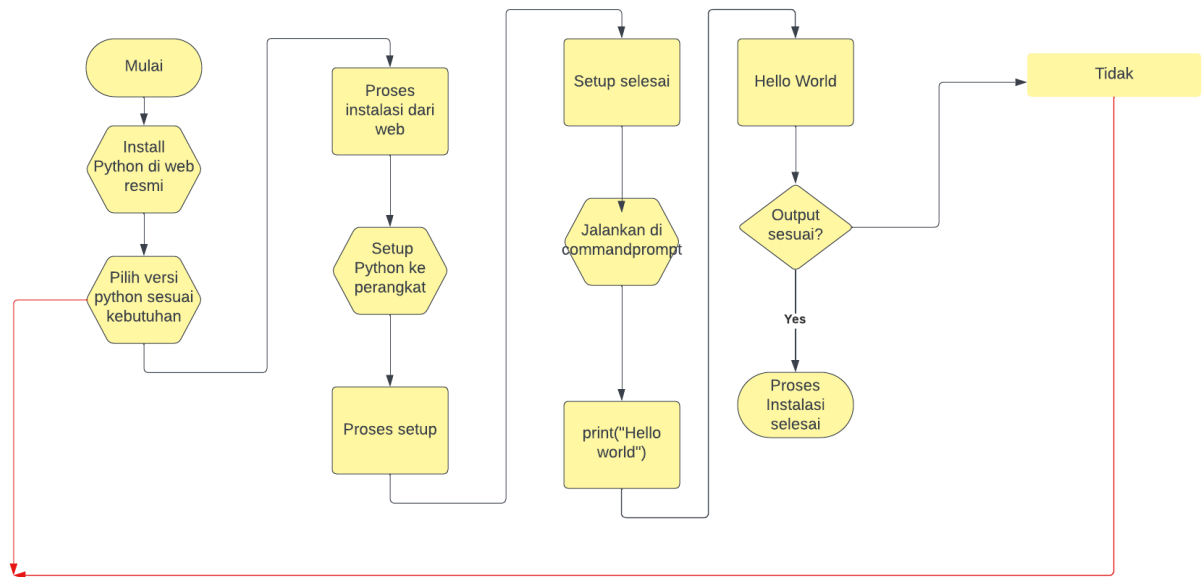 Mulai
Install
Python di web
resmi
Pilih versi
python sesuai
kebutuhan
Proses
instalasi dari
web
Setup
Python ke
perangkat
Proses setup
Setup selesai
Jalankan di
commandprompt
print("Hello
world")
Hello World
Output
sesuai?
Yes
Proses
Instalasi
selesai
Tidak